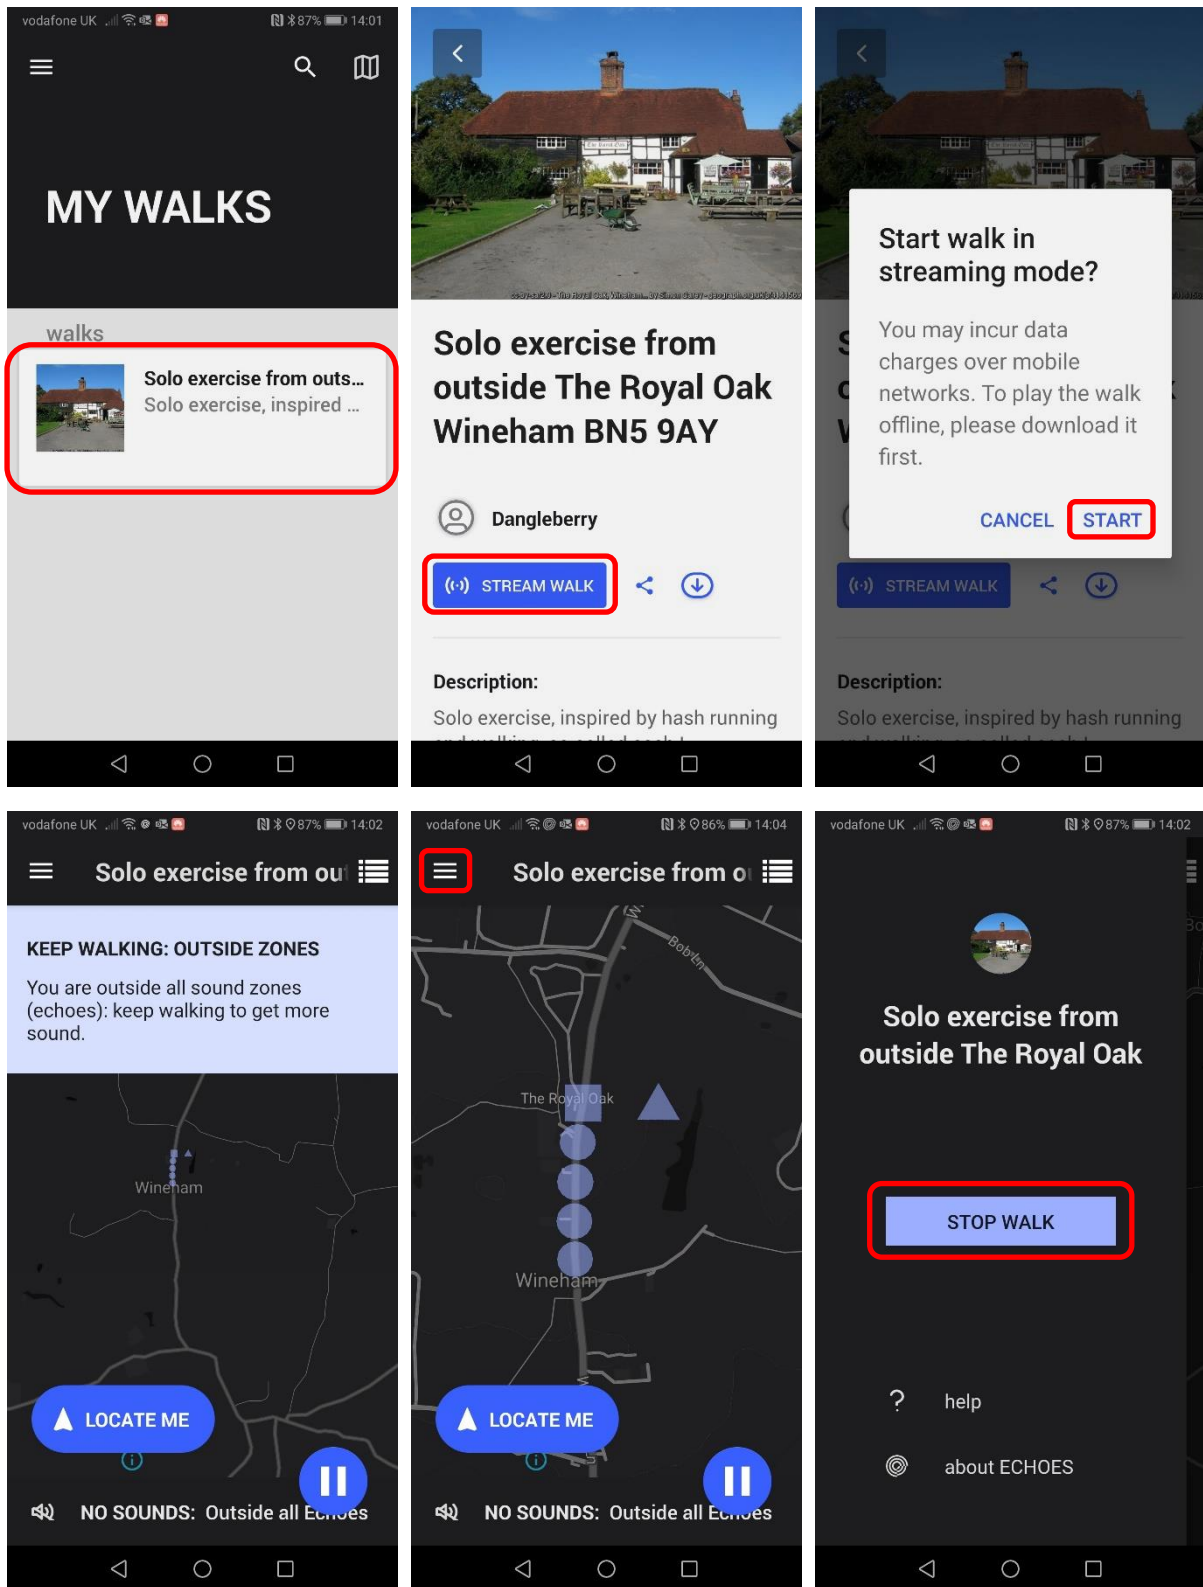 vodafone UK 87% 14:01
MY WALKS
walks
Solo exercise from outs...
Solo exercise, inspired ...
The Royal Oak
Solo exercise from
outside The Royal Oak
Wineham BN5 9AY
Dangleberry
STREAM WALK
Description:
Solo exercise, inspired by hash running
Start walk in
streaming mode?
You may incur data
charges over mobile
networks. To play the walk
offline, please download it
first.
CANCEL START
STREAM WALK
Description:
Solo exercise, inspired by hash running
vodafone UK 87% 14:02
Solo exercise from out
KEEP WALKING: OUTSIDE ZONES
You are outside all sound zones
(echoes): keep walking to get more
sound.
Wineham
LOCATE ME
NO SOUNDS: Outside all Echoes
vodafone UK 86% 14:04
Solo exercise from o
Bob Ln
The Royal Oak
Wineham
LOCATE ME
NO SOUNDS: Outside all Echoes
vodafone UK 87% 14:02
Solo exercise from
outside The Royal Oak
STOP WALK
? help
about ECHOES